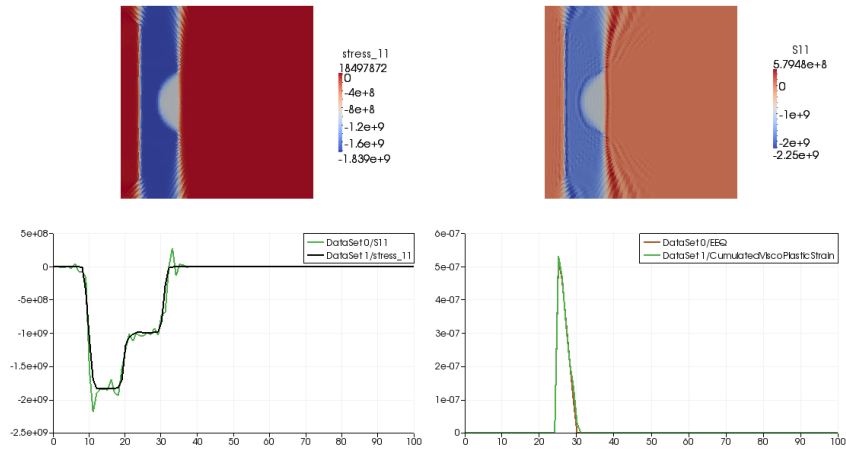 stress_11
18497872
0
-4e+8
-8e+8
-1.2e+9
-1.6e+9
-1.839e+9
S11
5.7948e+8
0
-1e+9
-2e+9
-2.25e+9
5e+08
0
-5e+08
-1e+09
-1.5e+09
-2e+09
-2.5e+09
0 10 20 30 40 50 60 70 80 90 100
DataSet 0/S11
DataSet 1/stress_11
6e-07
5e-07
4e-07
3e-07
2e-07
1e-07
0
0 10 20 30 40 50 60 70 80 90 100
DataSet 0/EEQ
DataSet 1/CumulatedViscoPlasticStrain